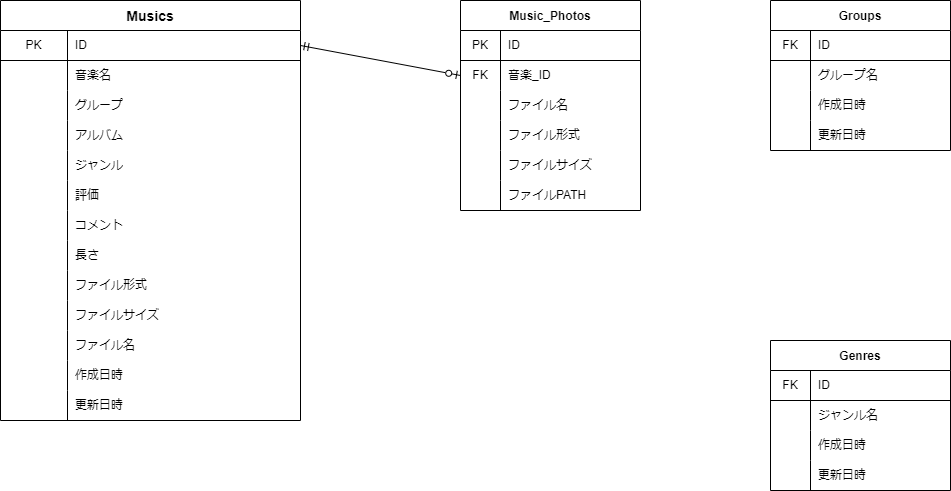 Musics
PK ID
音楽名
グループ
アルバム
ジャンル
評価
コメント
長さ
ファイル形式
ファイルサイズ
ファイル名
作成日時
更新日時
Music_Photos
PK ID
FK 音楽_ID
ファイル名
ファイル形式
ファイルサイズ
ファイルPATH
Groups
FK ID
グループ名
作成日時
更新日時
Genres
FK ID
ジャンル名
作成日時
更新日時